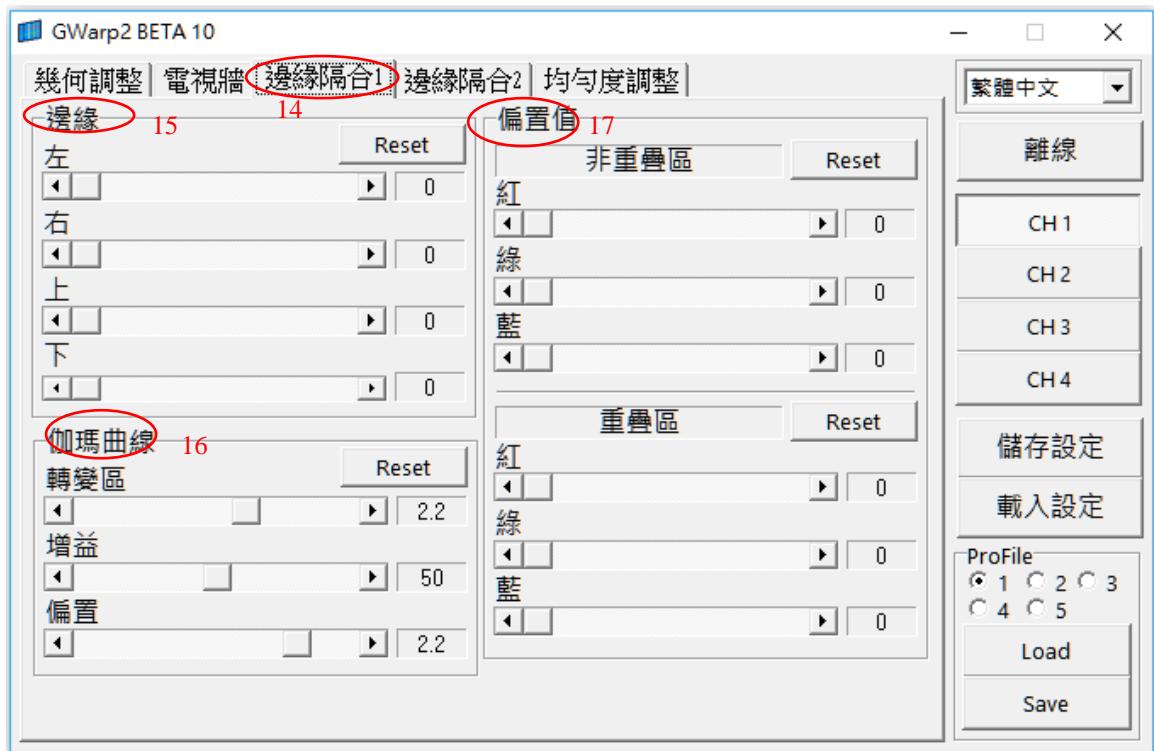 GWarp2 BETA 10
幾何調整 電視牆 邊緣隔合1 邊緣隔合2 均勻度調整
14
邊緣 15
Reset
左
0
右
0
上
0
下
0
伽瑪曲線 16
Reset
轉變區
2.2
增益
50
偏置
2.2
偏置值 17
非重疊區 Reset
紅
0
綠
0
藍
0
重疊區 Reset
紅
0
綠
0
藍
0
繁體中文
離線
CH 1
CH 2
CH 3
CH 4
儲存設定
載入設定
ProFile
1 2 3
4 5
Load
Save